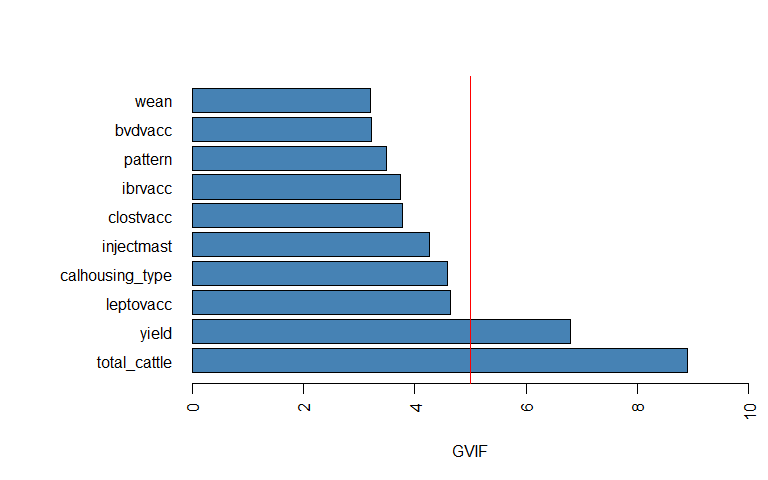 wean
bvdvacc
pattern
ibrvacc
clostvacc
injectmast
calhousing_type
leptovacc
yield
total_cattle
0 2 4 6 8 10
GVIF